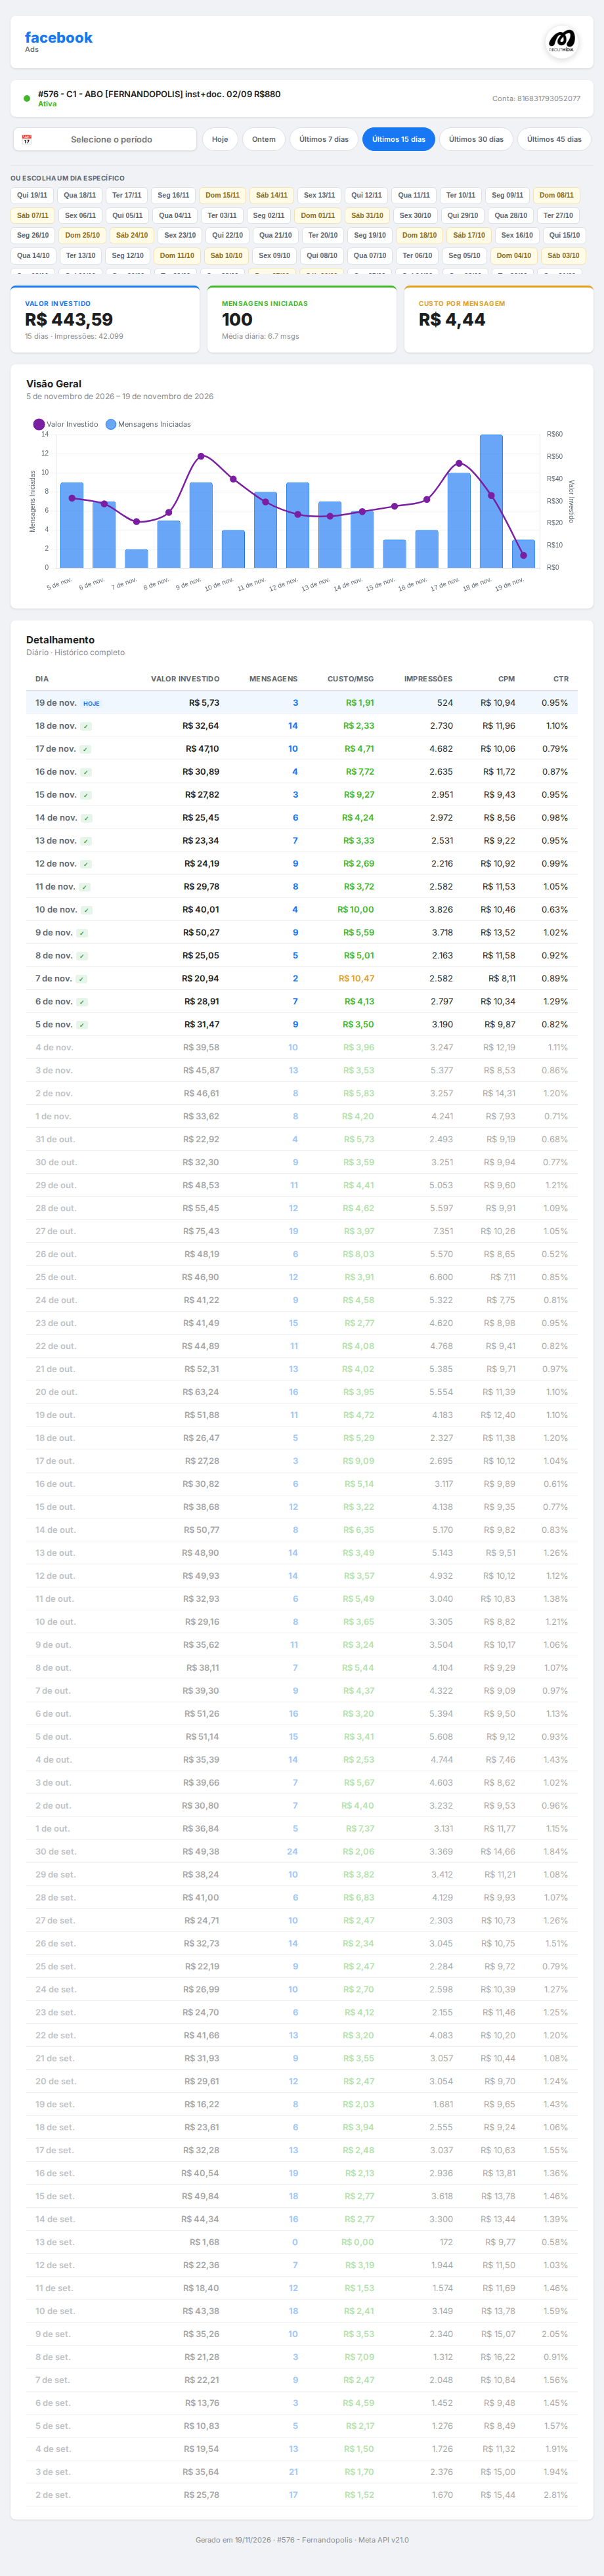 facebook
Ads
#576 - C1 - ABO [FERNANDOPOLIS] inst+doc. 02/09 R$880
Ativa
Conta: 816831793052077
Selecione o período
Hoje
Ontem
Últimos 7 dias
Últimos 15 dias
Últimos 30 dias
Últimos 45 dias
OU ESCOLHA UM DIA ESPECÍFICO
Qui 19/11 Qua 18/11 Ter 17/11 Seg 16/11 Dom 15/11 Sáb 14/11 Sex 13/11 Qui 12/11 Qua 11/11 Ter 10/11 Seg 09/11 Dom 08/11
Sáb 07/11 Sex 06/11 Qui 05/11 Qua 04/11 Ter 03/11 Seg 02/11 Dom 01/11 Sáb 31/10 Sex 30/10 Qui 29/10 Qua 28/10 Ter 27/10
Seg 26/10 Dom 25/10 Sáb 24/10 Sex 23/10 Qui 22/10 Qua 21/10 Ter 20/10 Seg 19/10 Dom 18/10 Sáb 17/10 Sex 16/10 Qui 15/10
Qua 14/10 Ter 13/10 Seg 12/10 Dom 11/10 Sáb 10/10 Sex 09/10 Qui 08/10 Qua 07/10 Ter 06/10 Seg 05/10 Dom 04/10 Sáb 03/10
VALOR INVESTIDO
R$ 443,59
15 dias · Impressões: 42.099
MENSAGENS INICIADAS
100
Média diária: 6.7 msgs
CUSTO POR MENSAGEM
R$ 4,44
Visão Geral
5 de novembro de 2026 – 19 de novembro de 2026
Valor Investido Mensagens Iniciadas
Mensagens Iniciadas
14
12
10
8
6
4
2
0
R$60
R$50
R$40
R$30
R$20
R$10
R$0
Valor Investido
5 de nov. 6 de nov. 7 de nov. 8 de nov. 9 de nov. 10 de nov. 11 de nov. 12 de nov. 13 de nov. 14 de nov. 15 de nov. 16 de nov. 17 de nov. 18 de nov. 19 de nov.
Detalhamento
Diário · Histórico completo
DIA VALOR INVESTIDO MENSAGENS CUSTO/MSG IMPRESSÕES CPM CTR
19 de nov. HOJE R$ 5,73 3 R$ 1,91 524 R$ 10,94 0.95%
18 de nov. ✓ R$ 32,64 14 R$ 2,33 2.730 R$ 11,96 1.10%
17 de nov. ✓ R$ 47,10 10 R$ 4,71 4.682 R$ 10,06 0.79%
16 de nov. ✓ R$ 30,89 4 R$ 7,72 2.635 R$ 11,72 0.87%
15 de nov. ✓ R$ 27,82 3 R$ 9,27 2.951 R$ 9,43 0.95%
14 de nov. ✓ R$ 25,45 6 R$ 4,24 2.972 R$ 8,56 0.98%
13 de nov. ✓ R$ 23,34 7 R$ 3,33 2.531 R$ 9,22 0.95%
12 de nov. ✓ R$ 24,19 9 R$ 2,69 2.216 R$ 10,92 0.99%
11 de nov. ✓ R$ 29,78 8 R$ 3,72 2.582 R$ 11,53 1.05%
10 de nov. ✓ R$ 40,01 4 R$ 10,00 3.826 R$ 10,46 0.63%
9 de nov. ✓ R$ 50,27 9 R$ 5,59 3.718 R$ 13,52 1.02%
8 de nov. ✓ R$ 25,05 5 R$ 5,01 2.163 R$ 11,58 0.92%
7 de nov. ✓ R$ 20,94 2 R$ 10,47 2.582 R$ 8,11 0.89%
6 de nov. ✓ R$ 28,91 7 R$ 4,13 2.797 R$ 10,34 1.29%
5 de nov. ✓ R$ 31,47 9 R$ 3,50 3.190 R$ 9,87 0.82%
4 de nov. R$ 39,58 10 R$ 3,96 3.247 R$ 12,19 1.11%
3 de nov. R$ 45,87 13 R$ 3,53 5.377 R$ 8,53 0.86%
2 de nov. R$ 46,61 8 R$ 5,83 3.257 R$ 14,31 1.20%
1 de nov. R$ 33,62 8 R$ 4,20 4.241 R$ 7,93 0.71%
31 de out. R$ 22,92 4 R$ 5,73 2.493 R$ 9,19 0.68%
30 de out. R$ 32,30 9 R$ 3,59 3.251 R$ 9,94 0.77%
29 de out. R$ 48,53 11 R$ 4,41 5.053 R$ 9,60 1.21%
28 de out. R$ 55,45 12 R$ 4,62 5.597 R$ 9,91 1.09%
27 de out. R$ 75,43 19 R$ 3,97 7.351 R$ 10,26 1.05%
26 de out. R$ 48,19 6 R$ 8,03 5.570 R$ 8,65 0.52%
25 de out. R$ 46,90 12 R$ 3,91 6.600 R$ 7,11 0.85%
24 de out. R$ 41,22 9 R$ 4,58 5.322 R$ 7,75 0.81%
23 de out. R$ 41,49 15 R$ 2,77 4.620 R$ 8,98 0.95%
22 de out. R$ 44,89 11 R$ 4,08 4.768 R$ 9,41 0.82%
21 de out. R$ 52,31 13 R$ 4,02 5.385 R$ 9,71 0.97%
20 de out. R$ 63,24 16 R$ 3,95 5.554 R$ 11,39 1.10%
19 de out. R$ 51,88 11 R$ 4,72 4.183 R$ 12,40 1.10%
18 de out. R$ 26,47 5 R$ 5,29 2.327 R$ 11,38 1.20%
17 de out. R$ 27,28 3 R$ 9,09 2.695 R$ 10,12 1.04%
16 de out. R$ 30,82 6 R$ 5,14 3.117 R$ 9,89 0.61%
15 de out. R$ 38,68 12 R$ 3,22 4.138 R$ 9,35 0.77%
14 de out. R$ 50,77 8 R$ 6,35 5.170 R$ 9,82 0.83%
13 de out. R$ 48,90 14 R$ 3,49 5.143 R$ 9,51 1.26%
12 de out. R$ 49,93 14 R$ 3,57 4.932 R$ 10,12 1.12%
11 de out. R$ 32,93 6 R$ 5,49 3.040 R$ 10,83 1.38%
10 de out. R$ 29,16 8 R$ 3,65 3.305 R$ 8,82 1.21%
9 de out. R$ 35,62 11 R$ 3,24 3.504 R$ 10,17 1.06%
8 de out. R$ 38,11 7 R$ 5,44 4.104 R$ 9,29 1.07%
7 de out. R$ 39,30 9 R$ 4,37 4.322 R$ 9,09 0.97%
6 de out. R$ 51,26 16 R$ 3,20 5.394 R$ 9,50 1.13%
5 de out. R$ 51,14 15 R$ 3,41 5.608 R$ 9,12 0.93%
4 de out. R$ 35,39 14 R$ 2,53 4.744 R$ 7,46 1.43%
3 de out. R$ 39,66 7 R$ 5,67 4.603 R$ 8,62 1.02%
2 de out. R$ 30,80 7 R$ 4,40 3.232 R$ 9,53 0.96%
1 de out. R$ 36,84 5 R$ 7,37 3.131 R$ 11,77 1.15%
30 de set. R$ 49,38 24 R$ 2,06 3.369 R$ 14,66 1.84%
29 de set. R$ 38,24 10 R$ 3,82 3.412 R$ 11,21 1.08%
28 de set. R$ 41,00 6 R$ 6,83 4.129 R$ 9,93 1.07%
27 de set. R$ 24,71 10 R$ 2,47 2.303 R$ 10,73 1.26%
26 de set. R$ 32,73 14 R$ 2,34 3.045 R$ 10,75 1.51%
25 de set. R$ 22,19 9 R$ 2,47 2.284 R$ 9,72 0.79%
24 de set. R$ 26,99 10 R$ 2,70 2.598 R$ 10,39 1.27%
23 de set. R$ 24,70 6 R$ 4,12 2.155 R$ 11,46 1.25%
22 de set. R$ 41,66 13 R$ 3,20 4.083 R$ 10,20 1.20%
21 de set. R$ 31,93 9 R$ 3,55 3.057 R$ 10,44 1.08%
20 de set. R$ 29,61 12 R$ 2,47 3.054 R$ 9,70 1.24%
19 de set. R$ 16,22 8 R$ 2,03 1.681 R$ 9,65 1.43%
18 de set. R$ 23,61 6 R$ 3,94 2.555 R$ 9,24 1.06%
17 de set. R$ 32,28 13 R$ 2,48 3.037 R$ 10,63 1.55%
16 de set. R$ 40,54 19 R$ 2,13 2.936 R$ 13,81 1.36%
15 de set. R$ 49,84 18 R$ 2,77 3.618 R$ 13,78 1.46%
14 de set. R$ 44,34 16 R$ 2,77 3.300 R$ 13,44 1.39%
13 de set. R$ 1,68 0 R$ 0,00 172 R$ 9,77 0.58%
12 de set. R$ 22,36 7 R$ 3,19 1.944 R$ 11,50 1.03%
11 de set. R$ 18,40 12 R$ 1,53 1.574 R$ 11,69 1.46%
10 de set. R$ 43,38 18 R$ 2,41 3.149 R$ 13,78 1.59%
9 de set. R$ 35,26 10 R$ 3,53 2.340 R$ 15,07 2.05%
8 de set. R$ 21,28 3 R$ 7,09 1.312 R$ 16,22 0.91%
7 de set. R$ 22,21 9 R$ 2,47 2.048 R$ 10,84 1.56%
6 de set. R$ 13,76 3 R$ 4,59 1.452 R$ 9,48 1.45%
5 de set. R$ 10,83 5 R$ 2,17 1.276 R$ 8,49 1.57%
4 de set. R$ 19,54 13 R$ 1,50 1.726 R$ 11,32 1.91%
3 de set. R$ 35,64 21 R$ 1,70 2.376 R$ 15,00 1.94%
2 de set. R$ 25,78 17 R$ 1,52 1.670 R$ 15,44 2.81%
Gerado em 19/11/2026 · #576 - Fernandopolis · Meta API v21.0